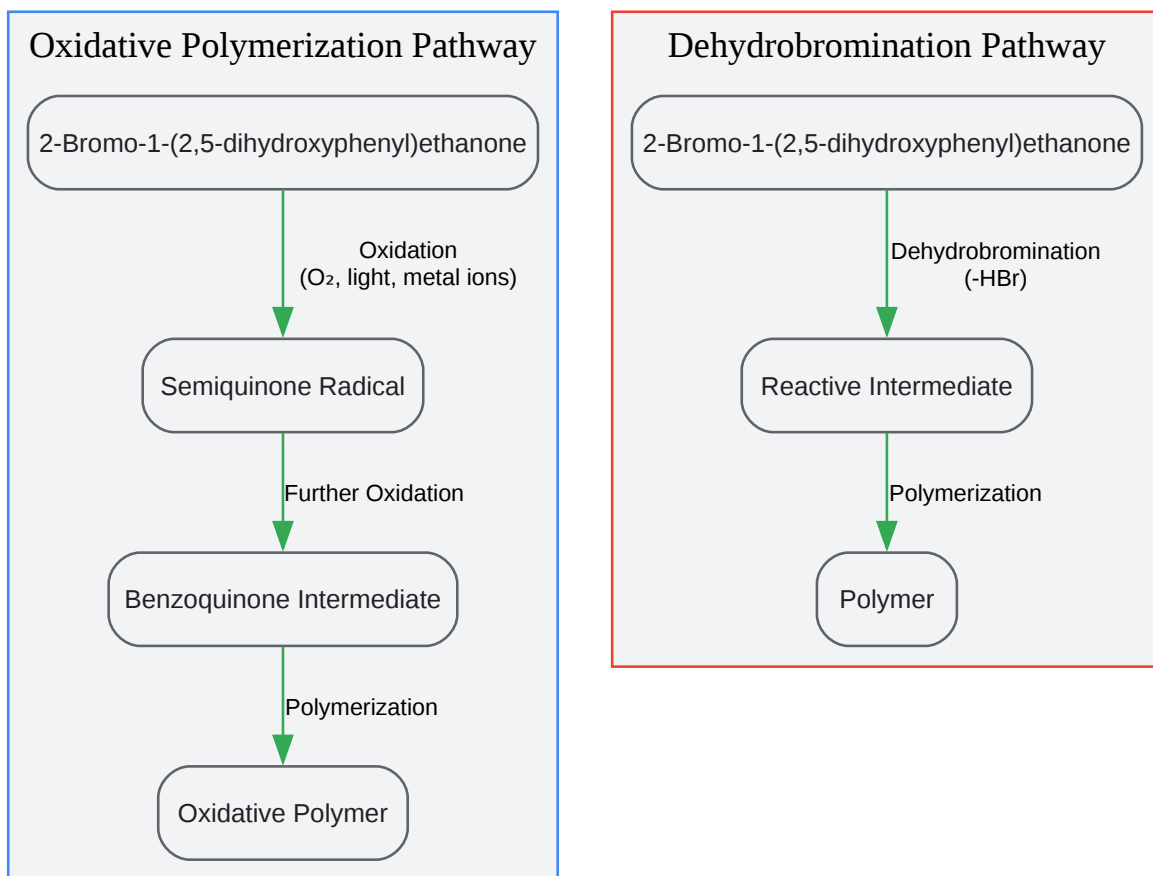 Oxidative Polymerization Pathway
2-Bromo-1-(2,5-dihydroxyphenyl)ethanone
Oxidation
(O₂, light, metal ions)
Semiquinone Radical
Further Oxidation
Benzoquinone Intermediate
Polymerization
Oxidative Polymer
Dehydrobromination Pathway
2-Bromo-1-(2,5-dihydroxyphenyl)ethanone
Dehydrobromination
(-HBr)
Reactive Intermediate
Polymerization
Polymer